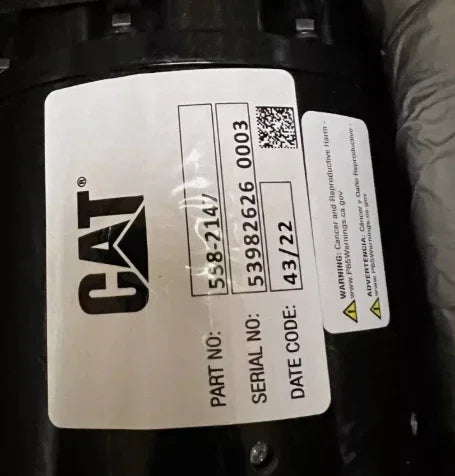 CAT®
PART NO: 558-2147
SERIAL NO: 53982626 0003
DATE CODE: 43/22
WARNING: Cancer and Reproductive Harm -
www.P65Warnings.ca.gov
ADVERTENCIA: Cáncer y Daño Reproductivo -
www.P65Warnings.ca.gov